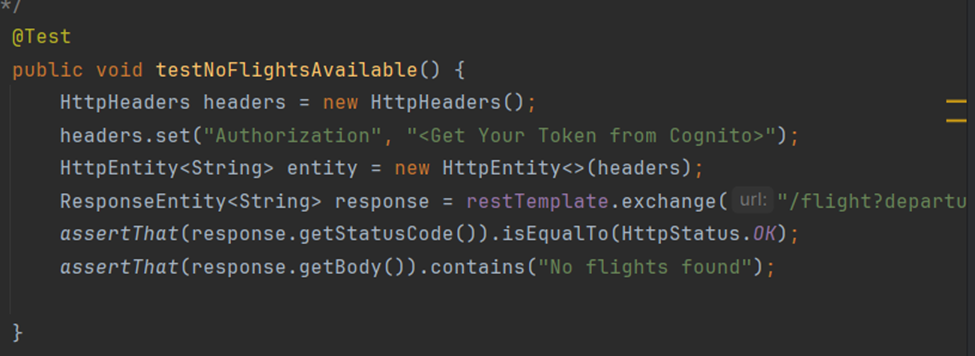 */
@Test
public void testNoFlightsAvailable() {
HttpHeaders headers = new HttpHeaders();
headers.set("Authorization", "<Get Your Token from Cognito>");
HttpEntity<String> entity = new HttpEntity<>(headers);
ResponseEntity<String> response = restTemplate.exchange( url: "/flight?departu
assertThat(response.getStatusCode()).isEqualTo(HttpStatus.OK);
assertThat(response.getBody()).contains("No flights found");
}